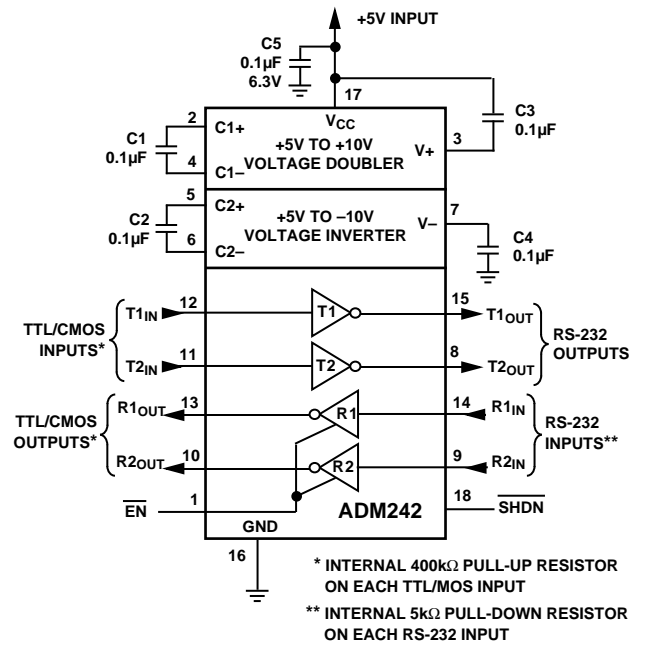 +5V INPUT
C5
0.1µF
6.3V
17
C3
0.1µF
2
C1+
VCC
+5V TO +10V
VOLTAGE DOUBLER
V+
3
C1
0.1µF
4
C1–
5
C2+
+5V TO –10V
VOLTAGE INVERTER
V–
7
C2
0.1µF
6
C2–
C4
0.1µF
TTL/CMOS
INPUTS*
T1IN
12
T1
15
T1OUT
RS-232
OUTPUTS
T2IN
11
T2
8
T2OUT
TTL/CMOS
OUTPUTS*
R1OUT
13
R1
14
R1IN
RS-232
INPUTS**
R2OUT
10
R2
9
R2IN
EN
1
ADM242
18
SHDN
GND
16
* INTERNAL 400kΩ PULL-UP RESISTOR
ON EACH TTL/MOS INPUT
** INTERNAL 5kΩ PULL-DOWN RESISTOR
ON EACH RS-232 INPUT